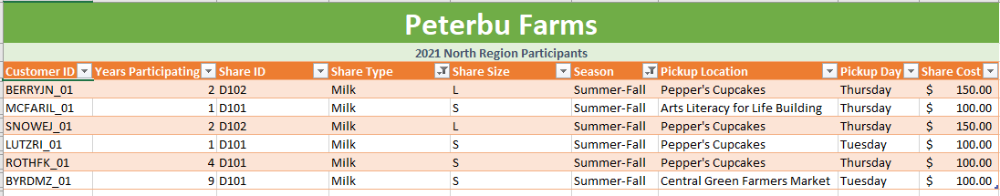 Peterbu Farms
2021 North Region Participants
Customer ID Years Participating Share ID Share Type Share Size Season Pickup Location Pickup Day Share Cost
BERRYJN_01 2 D102 Milk L Summer-Fall Pepper's Cupcakes Thursday $ 150.00
MCFARIL_01 1 D101 Milk S Summer-Fall Arts Literacy for Life Building Thursday $ 100.00
SNOWEJ_01 2 D102 Milk L Summer-Fall Pepper's Cupcakes Thursday $ 150.00
LUTZRI_01 1 D101 Milk S Summer-Fall Pepper's Cupcakes Tuesday $ 100.00
ROTHFK_01 4 D101 Milk S Summer-Fall Pepper's Cupcakes Thursday $ 100.00
BYRDMZ_01 9 D101 Milk S Summer-Fall Central Green Farmers Market Tuesday $ 100.00